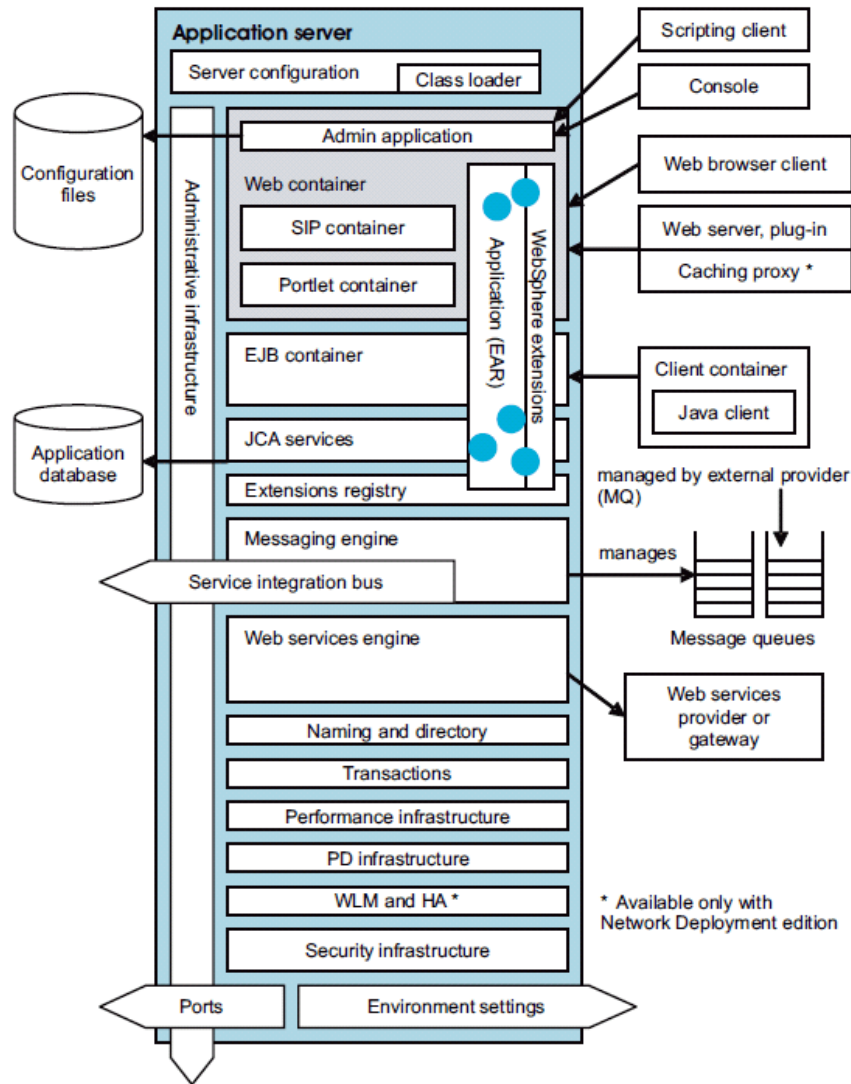 Application server
Server configuration
Class loader
Scripting client
Console
Admin application
Configuration
files
Administrative infrastructure
Web container
SIP container
Portlet container
Application (EAR)
WebSphere extensions
Web browser client
Web server, plug-in
Caching proxy *
EJB container
Client container
Java client
JCA services
Application
database
Extensions registry
managed by external provider
(MQ)
Messaging engine
manages
Service integration bus
Message queues
Web services engine
Web services
provider or
gateway
Naming and directory
Transactions
Performance infrastructure
PD infrastructure
WLM and HA *
* Available only with
Network Deployment edition
Security infrastructure
Ports
Environment settings